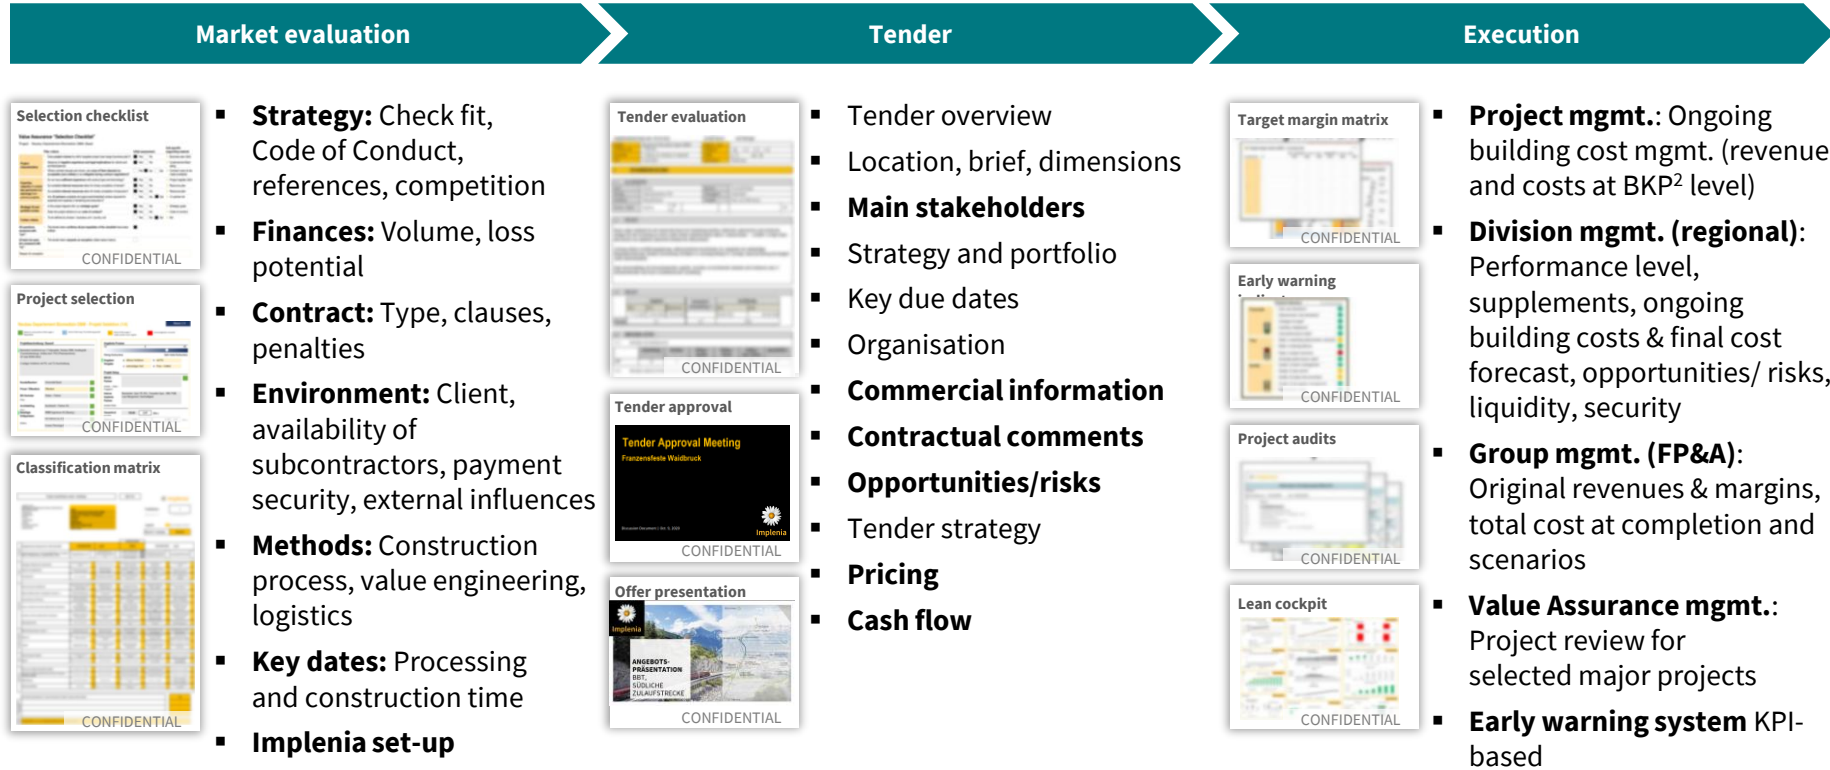 Market evaluation
Tender
Execution
Selection checklist
CONFIDENTIAL
Project selection
CONFIDENTIAL
Classification matrix
CONFIDENTIAL
▪ Strategy: Check fit,
Code of Conduct,
references, competition
▪ Finances: Volume, loss
potential
▪ Contract: Type, clauses,
penalties
▪ Environment: Client,
availability of
subcontractors, payment
security, external influences
▪ Methods: Construction
process, value engineering,
logistics
▪ Key dates: Processing
and construction time
▪ Implenia set-up
Tender evaluation
CONFIDENTIAL
Tender approval
Tender Approval Meeting
Franzensfeste Waidbruck
Implenia
CONFIDENTIAL
Offer presentation
Implenia
ANGEBOTS-
PRÄSENTATION
BBT,
SÜDLICHE
ZULAUFSTRECKE
CONFIDENTIAL
▪ Tender overview
▪ Location, brief, dimensions
▪ Main stakeholders
▪ Strategy and portfolio
▪ Key due dates
▪ Organisation
▪ Commercial information
▪ Contractual comments
▪ Opportunities/risks
▪ Tender strategy
▪ Pricing
▪ Cash flow
Target margin matrix
CONFIDENTIAL
Early warning
CONFIDENTIAL
Project audits
CONFIDENTIAL
Lean cockpit
CONFIDENTIAL
▪ Project mgmt.: Ongoing
building cost mgmt. (revenue
and costs at BKP² level)
▪ Division mgmt. (regional):
Performance level,
supplements, ongoing
building costs & final cost
forecast, opportunities/ risks,
liquidity, security
▪ Group mgmt. (FP&A):
Original revenues & margins,
total cost at completion and
scenarios
▪ Value Assurance mgmt.:
Project review for
selected major projects
▪ Early warning system KPI-
based